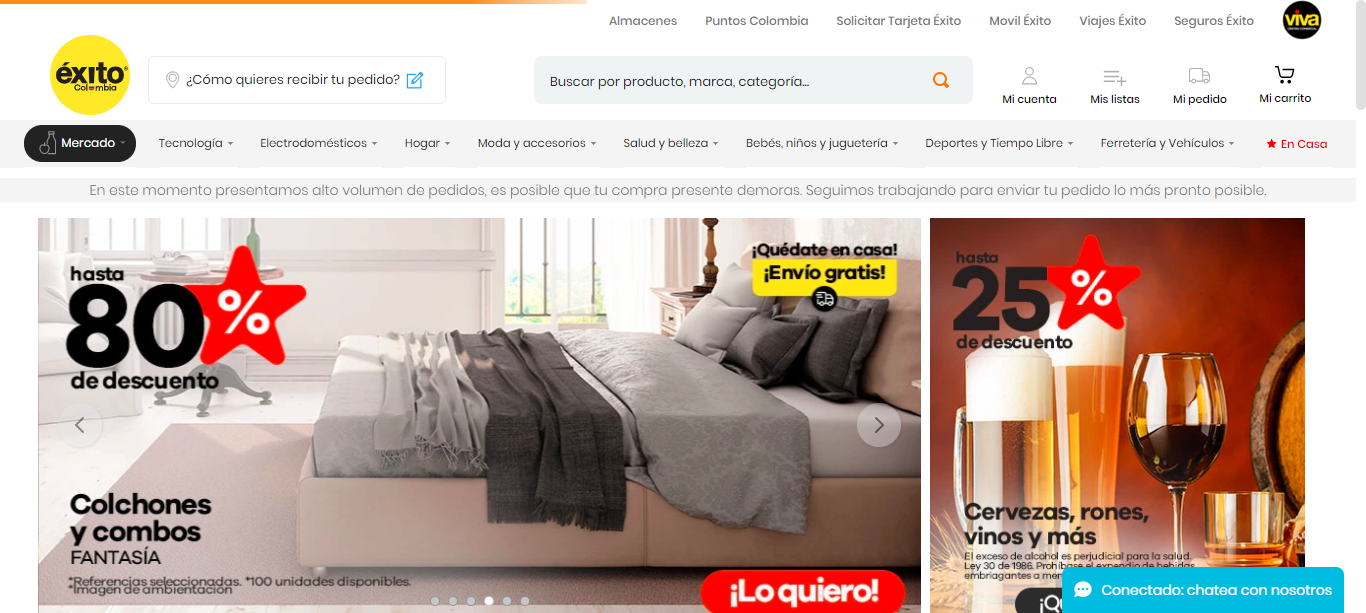 Almacenes Puntos Colombia Solicitar Tarjeta Éxito Movil Éxito Viajes Éxito Seguros Éxito
viva
éxito
Colombia
¿Cómo quieres recibir tu pedido?
Buscar por producto, marca, categoría...
Mi cuenta Mis listas Mi pedido Mi carrito
Mercado Tecnología Electrodomésticos Hogar Moda y accesorios Salud y belleza Bebés, niños y juguetería Deportes y Tiempo Libre Ferretería y Vehículos En Casa
En este momento presentamos alto volumen de pedidos, es posible que tu compra presente demoras. Seguimos trabajando para enviar tu pedido lo más pronto posible.
hasta
80%
de descuento
¡Quédate en casa!
¡Envío gratis!
Colchones
y combos
FANTASÍA
*Referencias seleccionadas. *100 unidades disponibles.
*Imagen de ambientación
¡Lo quiero!
hasta
25%
de descuento
Cervezas, rones,
vinos y más
El exceso de alcohol es perjudicial para la salud.
Ley 30 de 1986. Prohíbase el expendio de bebidas
embriagantes a
Conectado: chatea con nosotros